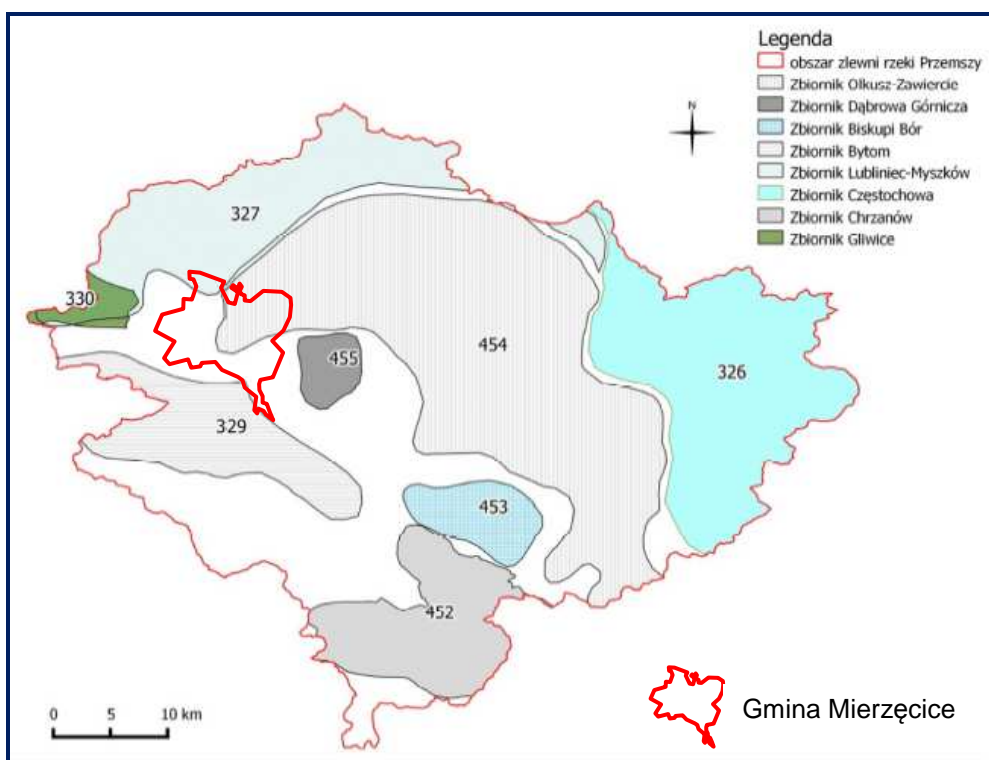 Legenda
obszar zlewni rzeki Przemszy
Zbiornik Olkusz-Zawiercie
Zbiornik Dąbrowa Górnicza
Zbiornik Biskupi Bór
Zbiornik Bytom
Zbiornik Lubliniec-Myszków
Zbiornik Częstochowa
Zbiornik Chrzanów
Zbiornik Gliwice
N
327
330
454
455
326
329
453
452
0 5 10 km
Gmina Mierzęcice